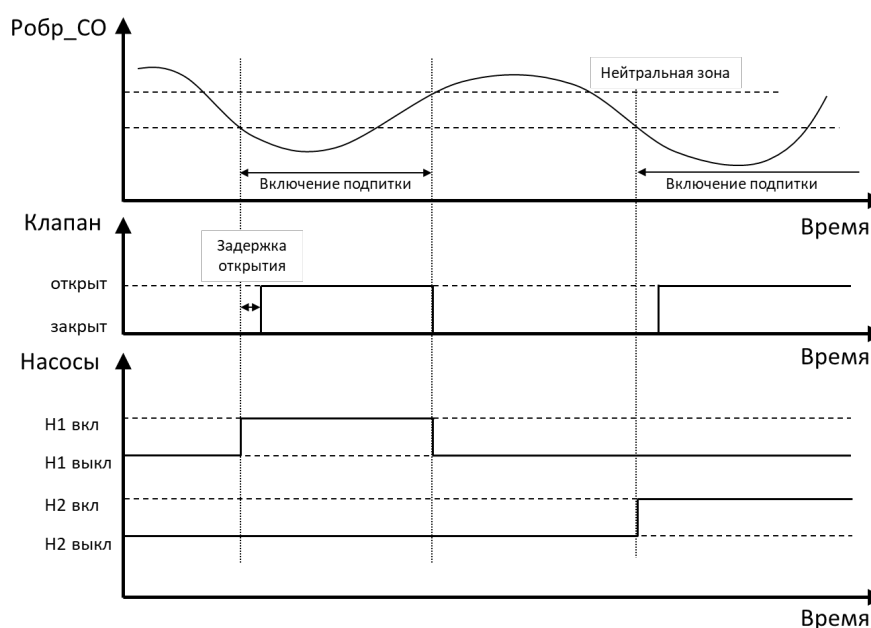 Робр_СО
Нейтральная зона
Включение подпитки
Включение подпитки
Время
Клапан
Задержка
открытия
открыт
закрыт
Время
Насосы
Н1 вкл
Н1 выкл
Н2 вкл
Н2 выкл
Время